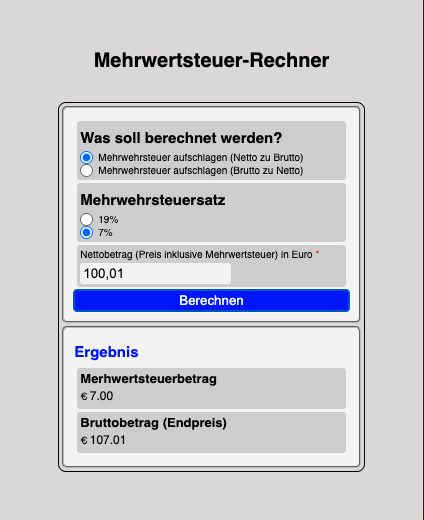 Mehrwertsteuer-Rechner
Was soll berechnet werden?
Mehrwehrsteuer aufschlagen (Netto zu Brutto)
Mehrwehrsteuer aufschlagen (Brutto zu Netto)
Mehrwehrsteuersatz
19%
7%
Nettobetrag (Preis inklusive Mehrwertsteuer) in Euro *
100,01
Berechnen
Ergebnis
Merhwertsteuerbetrag
€ 7.00
Bruttobetrag (Endpreis)
€ 107.01